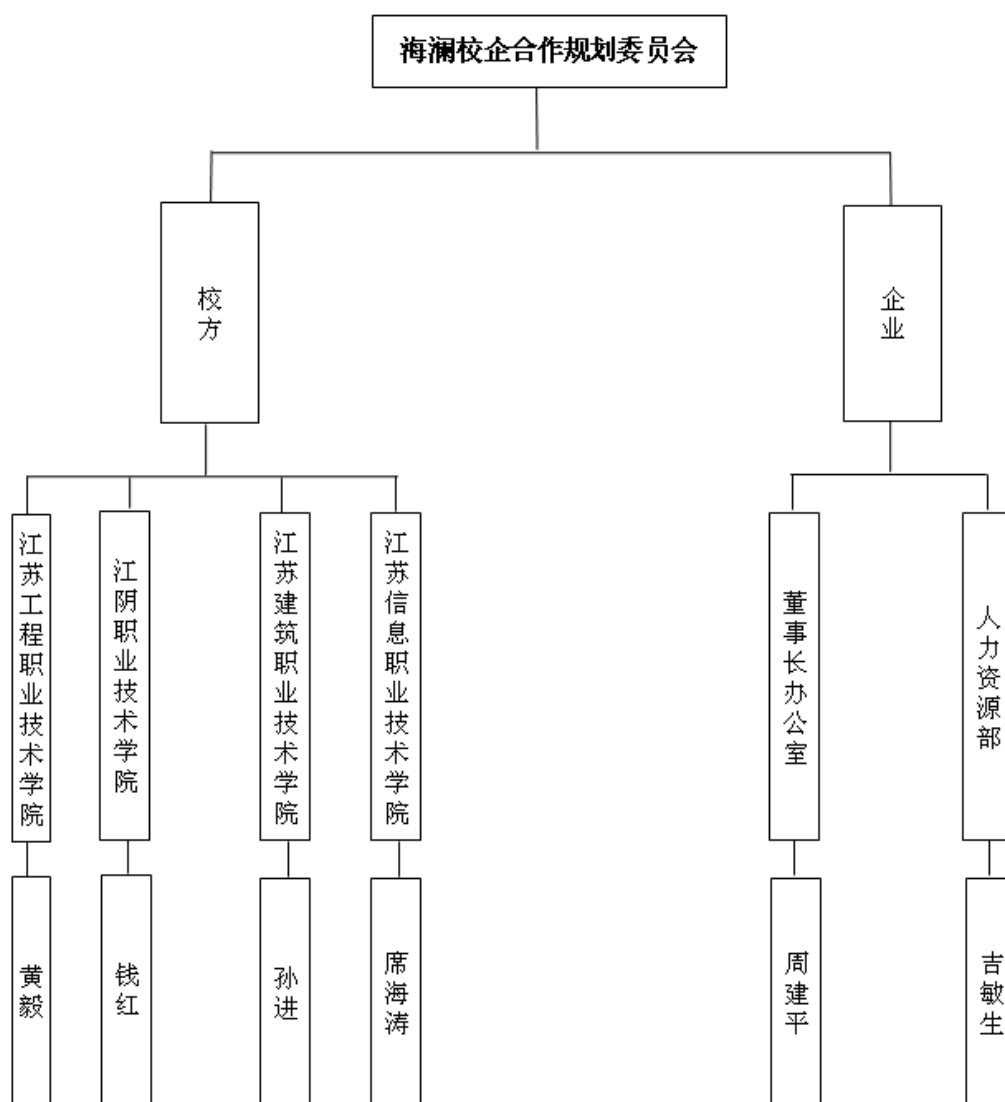 海澜校企合作规划委员会
校方
企业
江苏工程职业技术学院
江阴职业技术学院
江苏建筑职业技术学院
江苏信息职业技术学院
董事长办公室
人力资源部
黄毅
钱红
孙进
席海涛
周建平
吉敏生